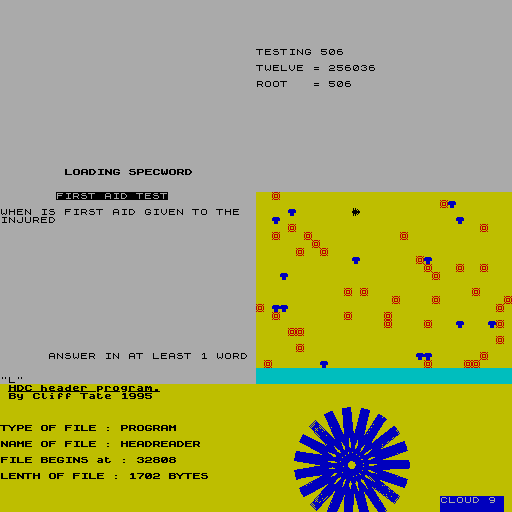 TESTING 506
TWELVE = 256036
ROOT   = 506
LOADING SPECWORD
FIRST AID TEST
WHEN IS FIRST AID GIVEN TO THE
INJURED
ANSWER IN AT LEAST 1 WORD
"L"
HDC header program.
By Cliff Tate 1995
TYPE OF FILE : PROGRAM
NAME OF FILE : HEADREADER
FILE BEGINS at : 32808
LENTH OF FILE : 1702 BYTES
CLOUD 9